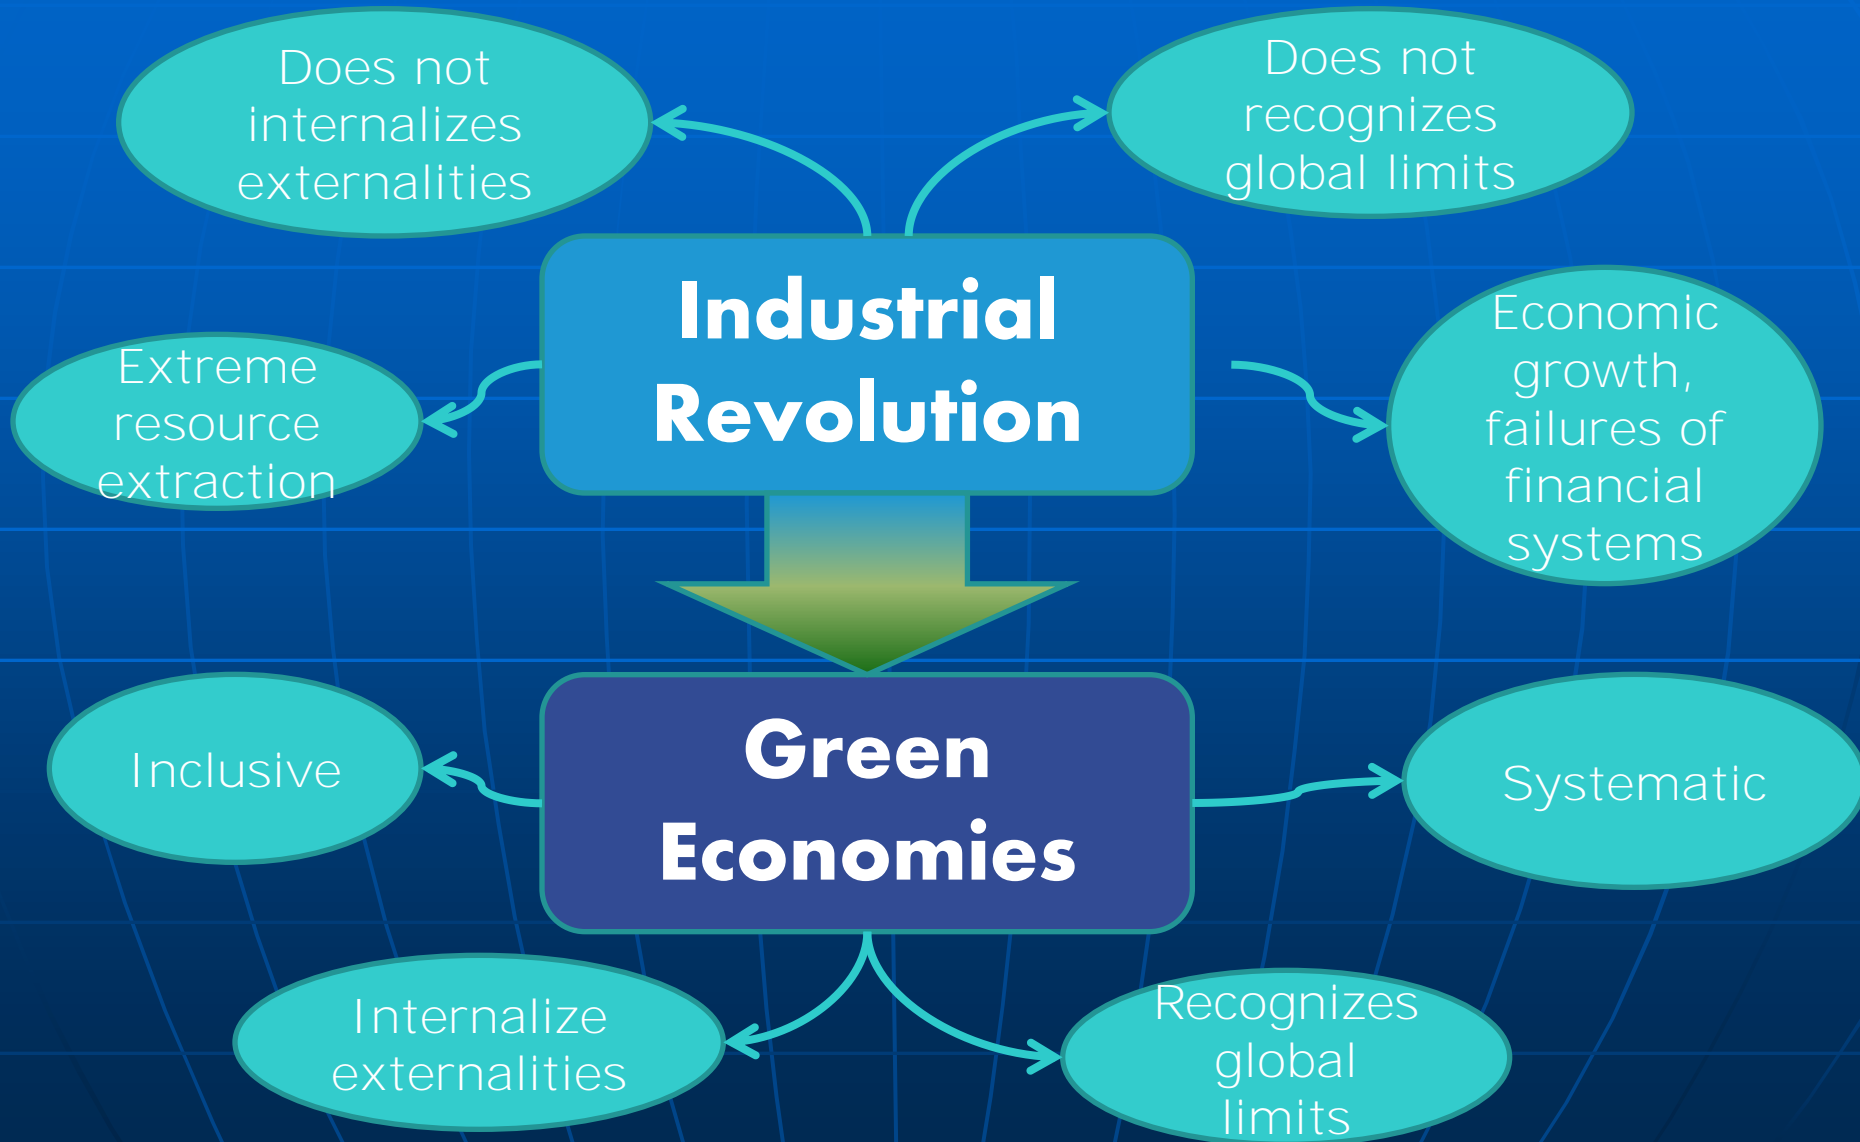 Does not
internalizes
externalities
Does not
recognizes
global limits
Industrial
Revolution
Extreme
resource
extraction
Economic
growth,
failures of
financial
systems
Green
Economies
Inclusive
Systematic
Internalize
externalities
Recognizes
global
limits